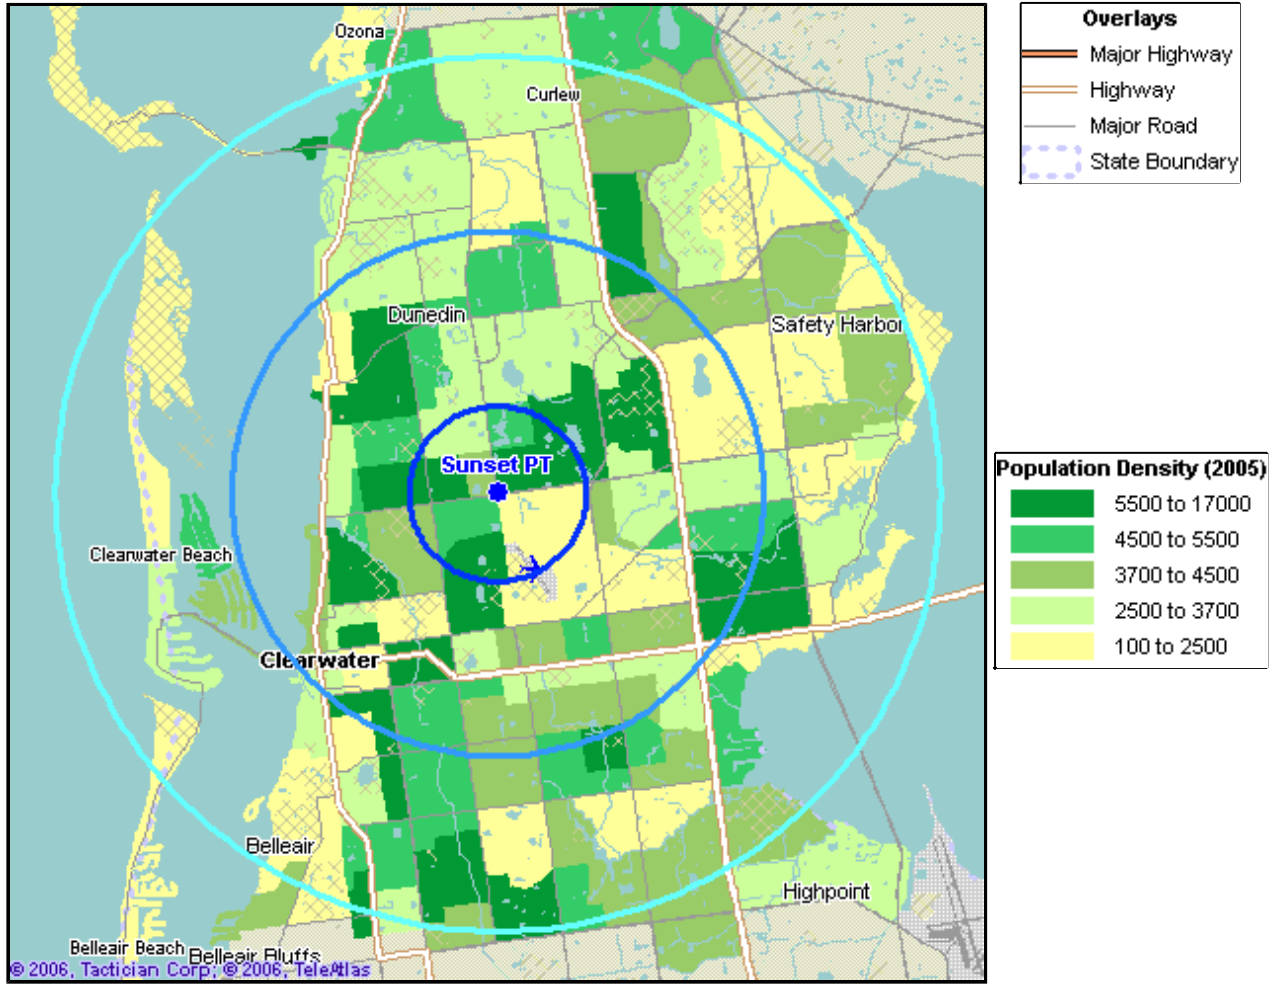 Ozona
Curlew
Dunedin
Safety Harbor
Sunset PT
Clearwater Beach
Clearwater
Belleair
Highpoint
Belleair Beach
Belleair Bluffs
© 2006, Tactician Corp; © 2006, TeleAtlas
Overlays
Major Highway
Highway
Major Road
State Boundary
Population Density (2005)
5500 to 17000
4500 to 5500
3700 to 4500
2500 to 3700
100 to 2500